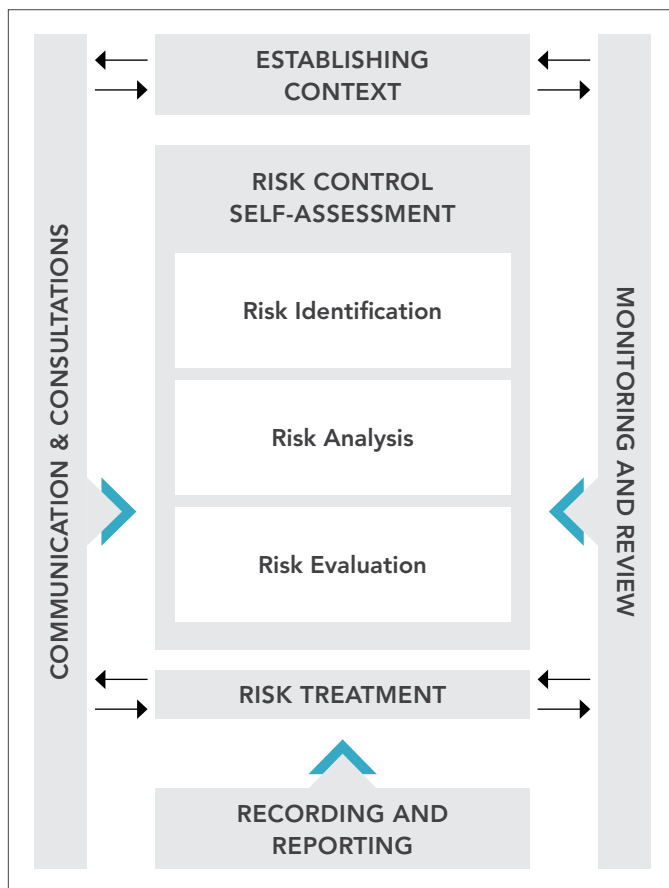 ESTABLISHING
CONTEXT
RISK CONTROL
SELF-ASSESSMENT
Risk Identification
Risk Analysis
Risk Evaluation
RISK TREATMENT
RECORDING AND
REPORTING
COMMUNICATION & CONSULTATIONS
MONITORING AND REVIEW